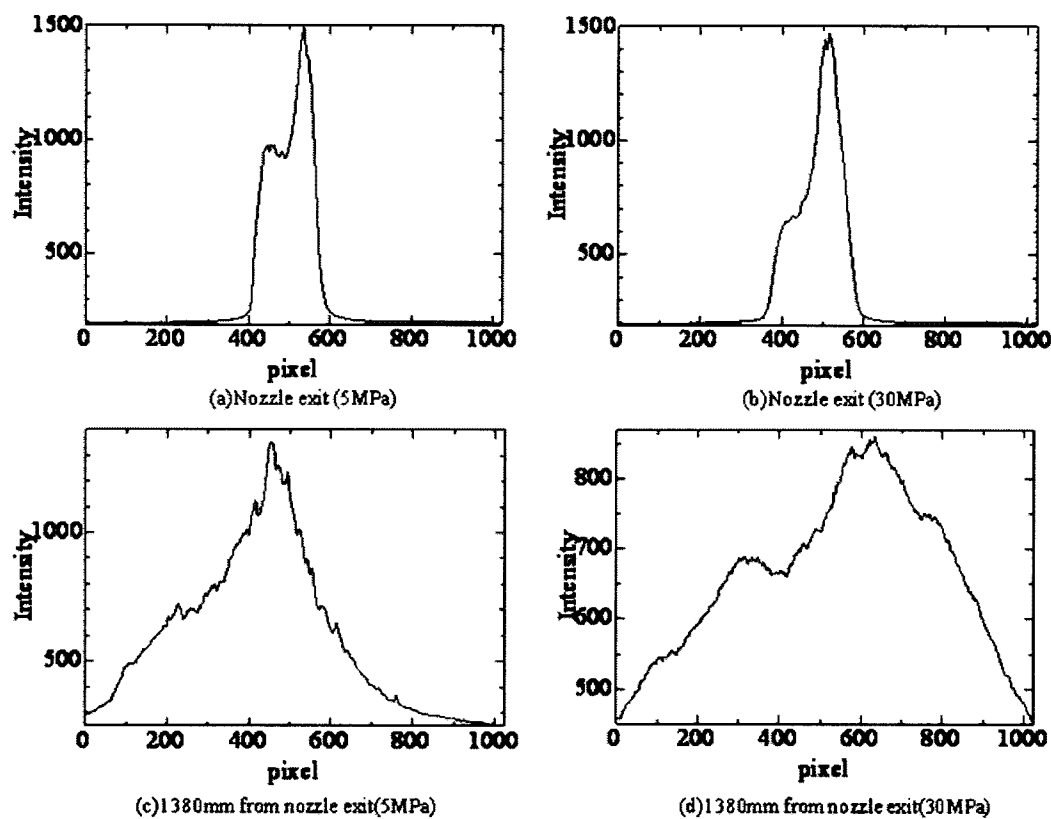 1500
1000
500
Intensity
0 200 400 600 800 1000
pixel
(a)Nozzle exit (5MPa)
1500
1000
500
Intensity
0 200 400 600 800 1000
pixel
(b)Nozzle exit (30MPa)
1000
500
Intensity
0 200 400 600 800 1000
pixel
(c)1380mm from nozzle exit(5MPa)
800
700
600
500
Intensity
0 200 400 600 800 1000
pixel
(d)1380mm from nozzle exit(30MPa)